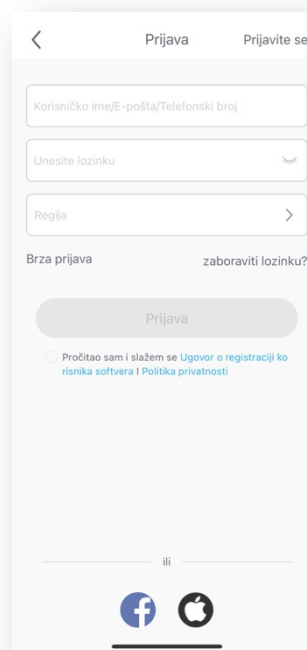 Prijava
Prijavite se
Korisničko ime/E-pošta/Telefonski broj
Unesite lozinku
Regija
Brza prijava
zaboraviti lozinku?
Prijava
Pročitao sam i slažem se Ugovor o registraciji ko
risnika softvera I Politika privatnosti
ili